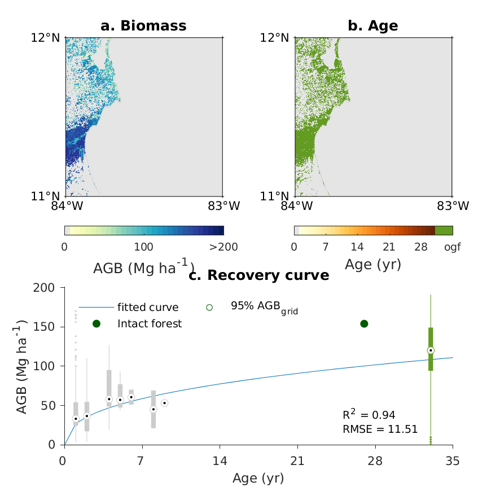 a. Biomass
b. Age
12°N
12°N
11°N
11°N
84°W
83°W
84°W
83°W
0
100
>200
0
7
14
21
28
ogf
AGB (Mg ha⁻¹)
Age (yr)
c. Recovery curve
200
150
100
50
0
AGB (Mg ha⁻¹)
fitted curve
95% AGB_grid
Intact forest
R² = 0.94
RMSE = 11.51
0
7
14
21
28
35
Age (yr)